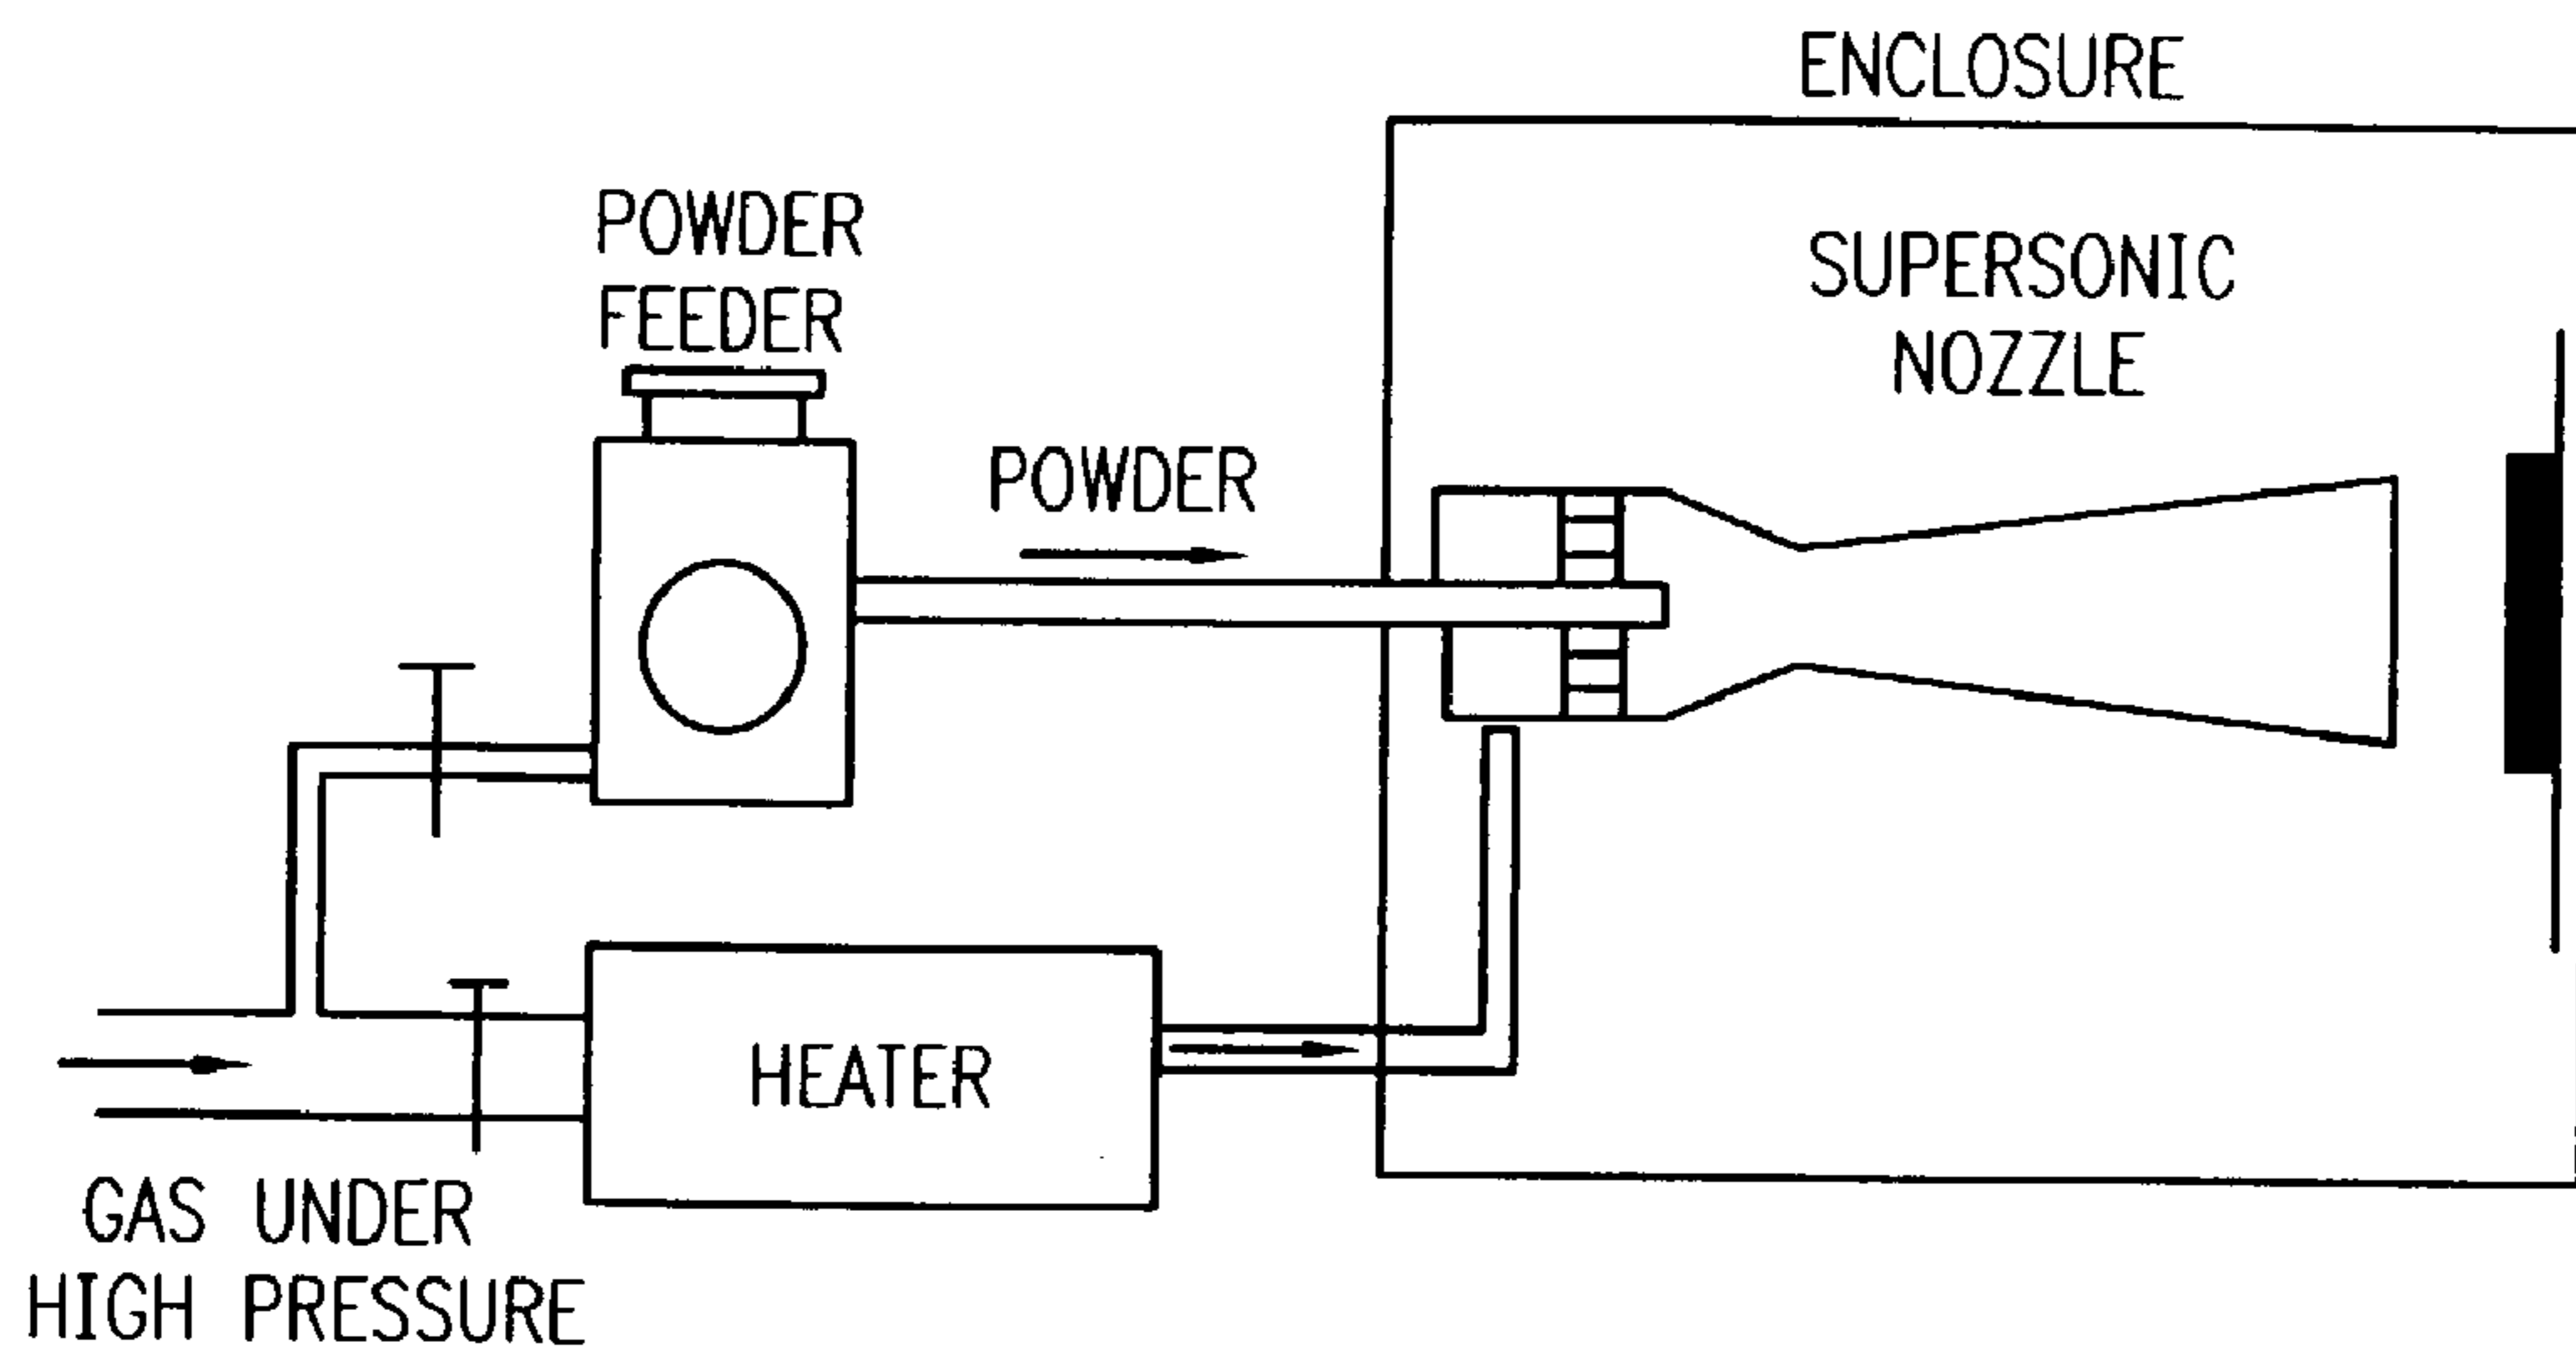 ENCLOSURE
POWDER
FEEDER
SUPERSONIC
NOZZLE
POWDER
HEATER
GAS UNDER
HIGH PRESSURE